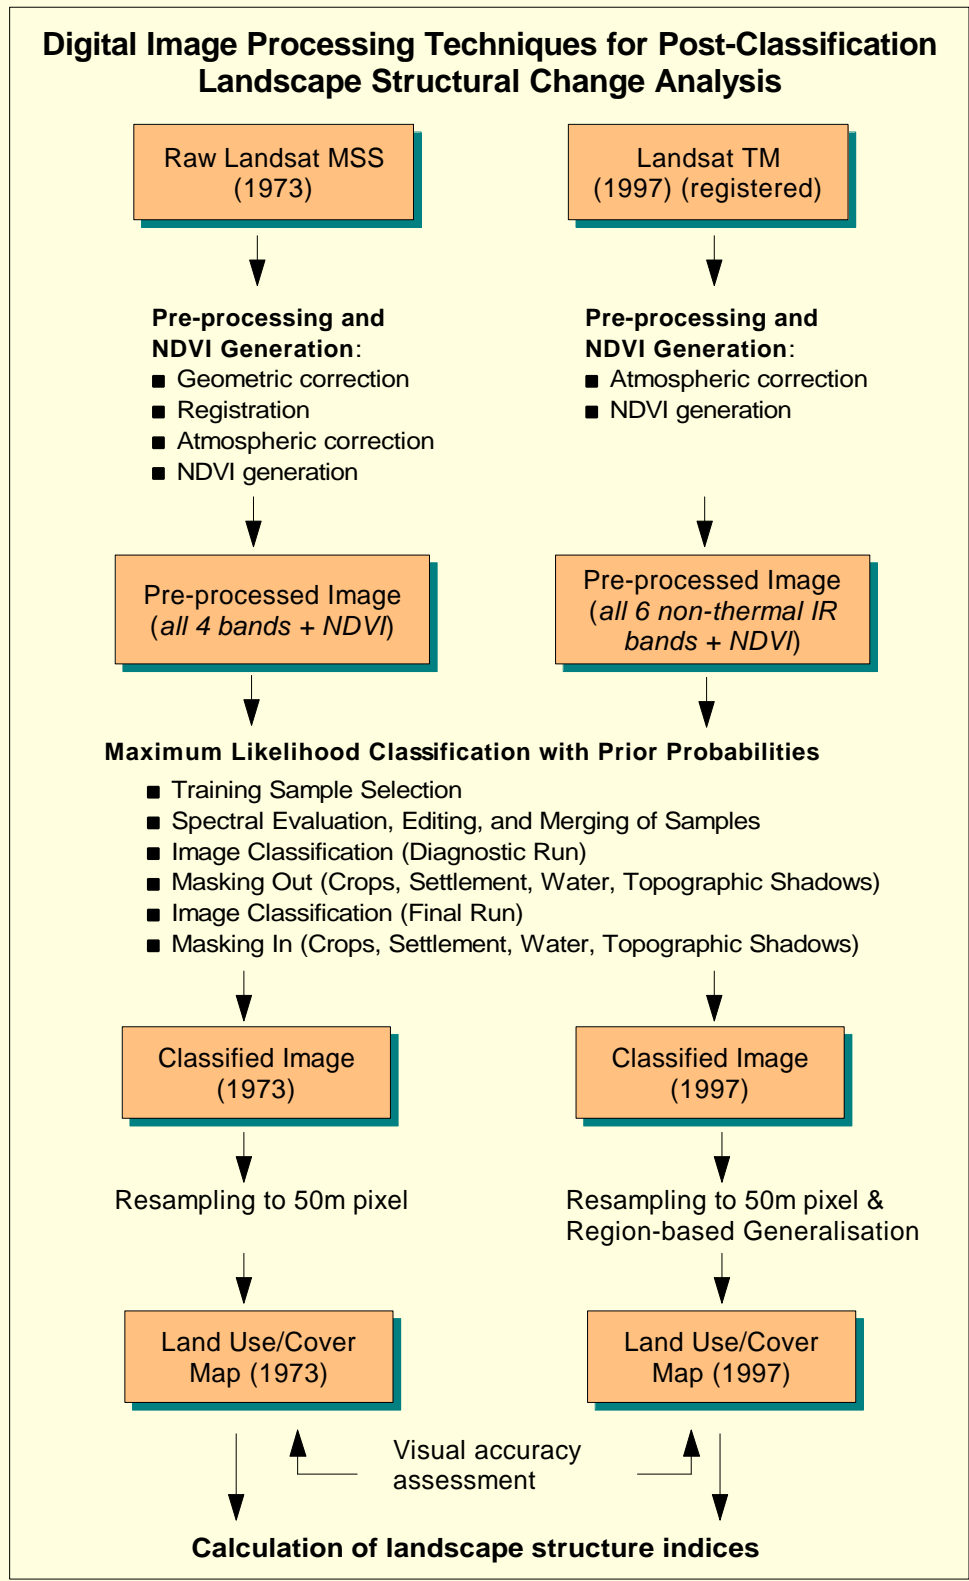 Digital Image Processing Techniques for Post-Classification
Landscape Structural Change Analysis
Raw Landsat MSS
(1973)
Landsat TM
(1997) (registered)
Pre-processing and
NDVI Generation:
■ Geometric correction
■ Registration
■ Atmospheric correction
■ NDVI generation
Pre-processing and
NDVI Generation:
■ Atmospheric correction
■ NDVI generation
Pre-processed Image
(all 4 bands + NDVI)
Pre-processed Image
(all 6 non-thermal IR
bands + NDVI)
Maximum Likelihood Classification with Prior Probabilities
■ Training Sample Selection
■ Spectral Evaluation, Editing, and Merging of Samples
■ Image Classification (Diagnostic Run)
■ Masking Out (Crops, Settlement, Water, Topographic Shadows)
■ Image Classification (Final Run)
■ Masking In (Crops, Settlement, Water, Topographic Shadows)
Classified Image
(1973)
Classified Image
(1997)
Resampling to 50m pixel
Resampling to 50m pixel &
Region-based Generalisation
Land Use/Cover
Map (1973)
Land Use/Cover
Map (1997)
Visual accuracy
assessment
Calculation of landscape structure indices